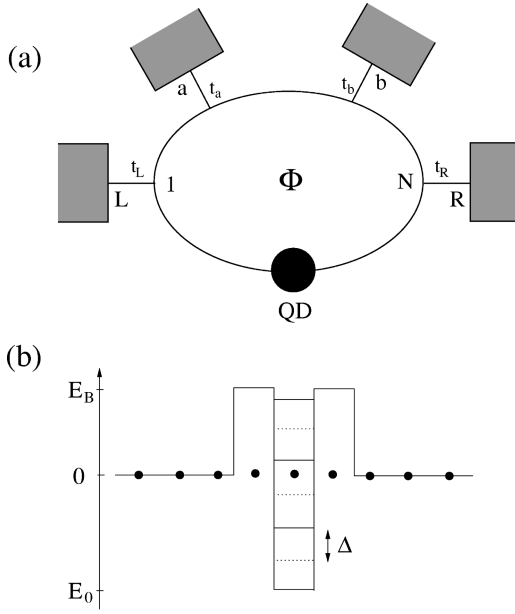 (a)
a t_a
t_b b
t_L
L 1
Φ
N
t_R
R
QD
(b)
E_B
0
Δ
E_0